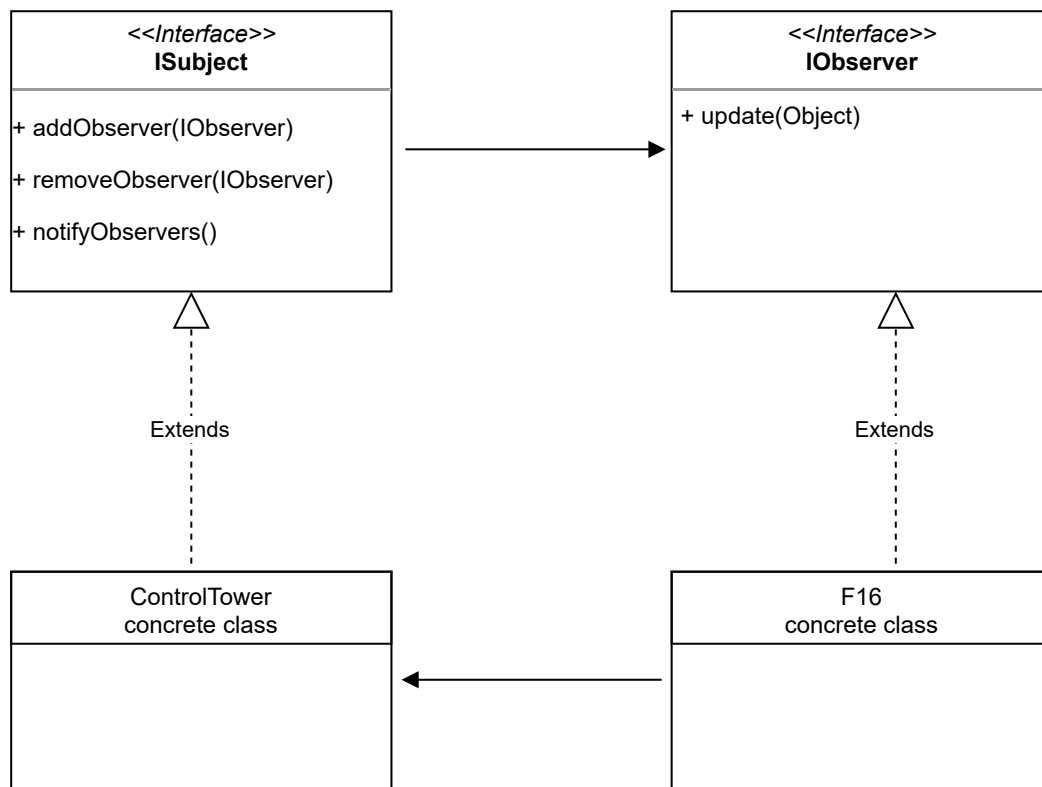 <<Interface>>
ISubject
+ addObserver(IObserver)
+ removeObserver(IObserver)
+ notifyObservers()
<<Interface>>
IObserver
+ update(Object)
Extends
Extends
ControlTower
concrete class
F16
concrete class